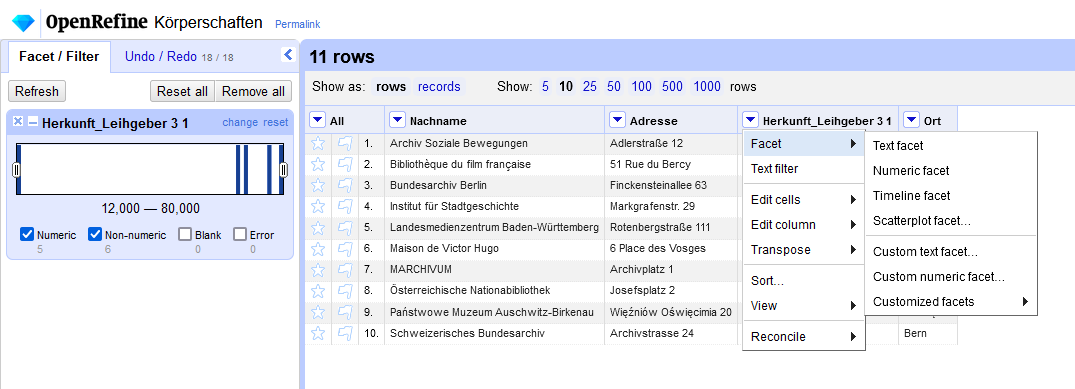 OpenRefine Körperschaften Permalink
Facet / Filter Undo / Redo 18 / 18
Refresh Reset all Remove all
Herkunft_Leihgeber 3 1 change reset
12,000 — 80,000
Numeric Non-numeric Blank Error
5 6 0 0
11 rows
Show as: rows records Show: 5 10 25 50 100 500 1000 rows
All Nachname Adresse Herkunft_Leihgeber 3 1 Ort
1. Archiv Soziale Bewegungen Adlerstraße 12
2. Bibliothèque du film française 51 Rue du Bercy
3. Bundesarchiv Berlin Finckensteinallee 63
4. Institut für Stadtgeschichte Markgrafenstr. 29
5. Landesmedienzentrum Baden-Württemberg Rotenbergstraße 111
6. Maison de Victor Hugo 6 Place des Vosges
7. MARCHIVUM Archivplatz 1
8. Österreichische Nationabibliothek Josefsplatz 2
9. Państwowe Muzeum Auschwitz-Birkenau Więźniów Oświęcimia 20
10. Schweizerisches Bundesarchiv Archivstrasse 24 Bern
Facet
Text filter
Edit cells
Edit column
Transpose
Sort...
View
Reconcile
Text facet
Numeric facet
Timeline facet
Scatterplot facet...
Custom text facet...
Custom numeric facet...
Customized facets